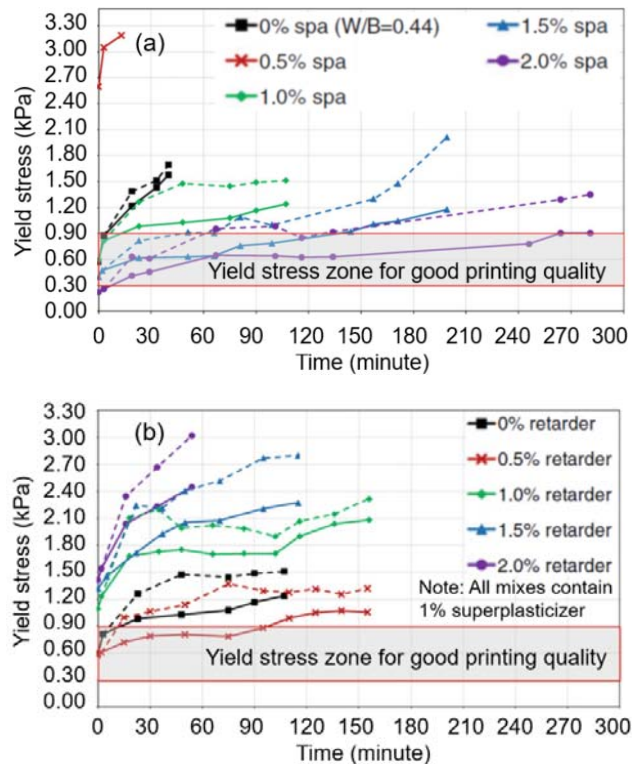 (a)
0% spa (W/B=0.44)
0.5% spa
1.0% spa
1.5% spa
2.0% spa
Yield stress (kPa)
3.30
3.00
2.70
2.40
2.10
1.80
1.50
1.20
0.90
0.60
0.30
0.00
Yield stress zone for good printing quality
0 30 60 90 120 150 180 210 240 270 300
Time (minute)
(b)
0% retarder
0.5% retarder
1.0% retarder
1.5% retarder
2.0% retarder
Note: All mixes contain
1% superplasticizer
Yield stress (kPa)
3.30
3.00
2.70
2.40
2.10
1.80
1.50
1.20
0.90
0.60
0.30
0.00
Yield stress zone for good printing quality
0 30 60 90 120 150 180 210 240 270 300
Time (minute)